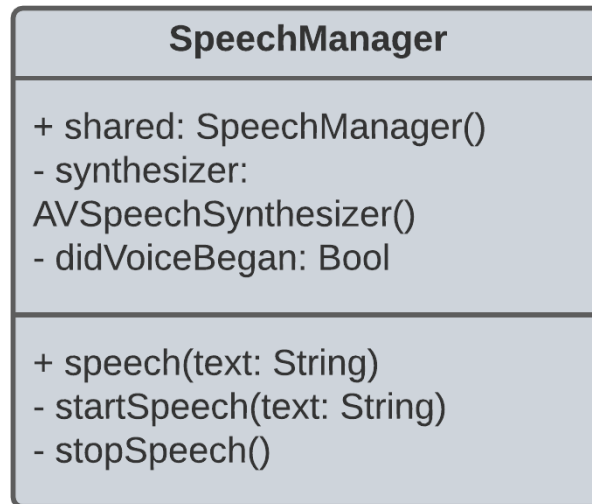 SpeechManager
+ shared: SpeechManager()
- synthesizer:
AVSpeechSynthesizer()
- didVoiceBegan: Bool
+ speech(text: String)
- startSpeech(text: String)
- stopSpeech()